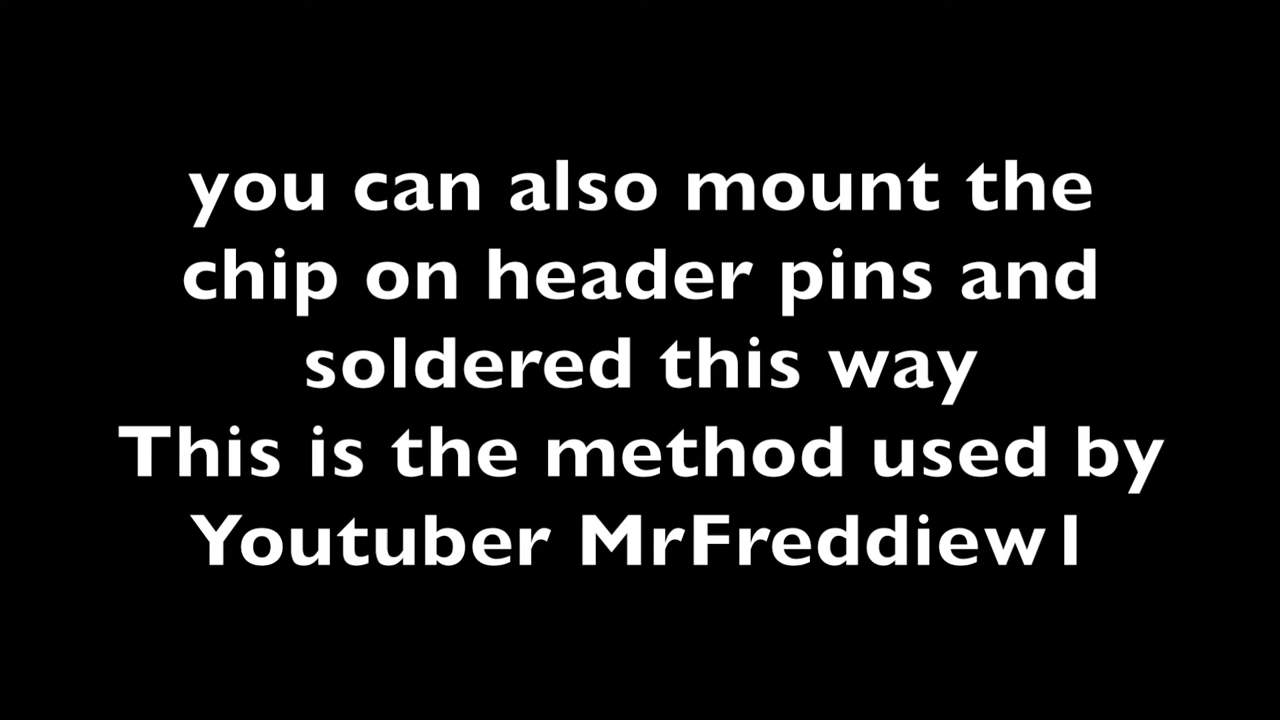 you can also mount the
chip on header pins and
soldered this way
This is the method used by
Youtuber MrFreddiew1